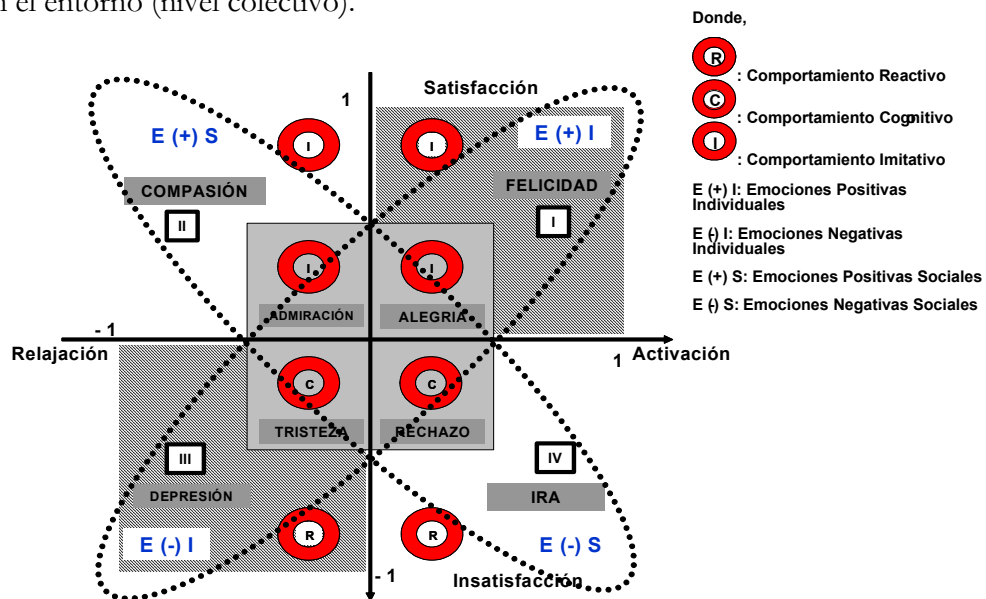 n el entorno (nivel colectivo).
Donde,
R
: Comportamiento Reactivo
C
: Comportamiento Cognitivo
I
: Comportamiento Imitativo
E (+) I: Emociones Positivas
Individuales
E (-) I: Emociones Negativas
Individuales
E (+) S: Emociones Positivas Sociales
E (-) S: Emociones Negativas Sociales
1
Satisfacción
E (+) S
I
I
E (+) I
COMPASIÓN
FELICIDAD
II
I
I
I
ADMIRACIÓN
ALEGRIA
- 1
Relajación
1
Activación
C
C
TRISTEZA
RECHAZO
III
IV
DEPRESIÓN
IRA
R
R
E (-) I
E (-) S
- 1
Insatisfacción